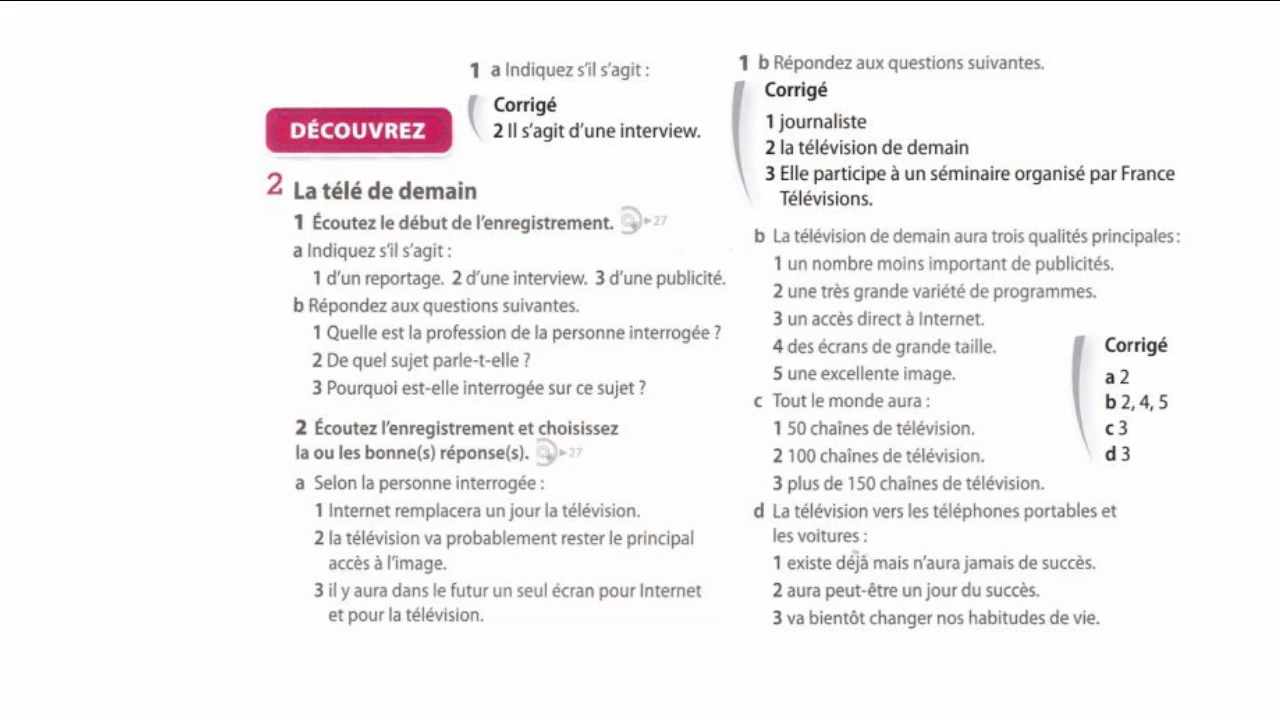 1 a Indiquez s'il s'agit :
Corrigé
2 Il s'agit d'une interview.
DÉCOUVREZ
2 La télé de demain
1 Écoutez le début de l'enregistrement. ▸27
a Indiquez s'il s'agit :
1 d'un reportage. 2 d'une interview. 3 d'une publicité.
b Répondez aux questions suivantes.
1 Quelle est la profession de la personne interrogée ?
2 De quel sujet parle-t-elle ?
3 Pourquoi est-elle interrogée sur ce sujet ?
2 Écoutez l'enregistrement et choisissez
la ou les bonne(s) réponse(s). ▸27
a Selon la personne interrogée :
1 Internet remplacera un jour la télévision.
2 la télévision va probablement rester le principal
accès à l'image.
3 il y aura dans le futur un seul écran pour Internet
et pour la télévision.
1 b Répondez aux questions suivantes.
Corrigé
1 journaliste
2 la télévision de demain
3 Elle participe à un séminaire organisé par France
Télévisions.
b La télévision de demain aura trois qualités principales :
1 un nombre moins important de publicités.
2 une très grande variété de programmes.
3 un accès direct à Internet.
4 des écrans de grande taille.
5 une excellente image.
c Tout le monde aura :
1 50 chaînes de télévision.
2 100 chaînes de télévision.
3 plus de 150 chaînes de télévision.
d La télévision vers les téléphones portables et
les voitures :
1 existe déjà mais n'aura jamais de succès.
2 aura peut-être un jour du succès.
3 va bientôt changer nos habitudes de vie.
Corrigé
a 2
b 2, 4, 5
c 3
d 3